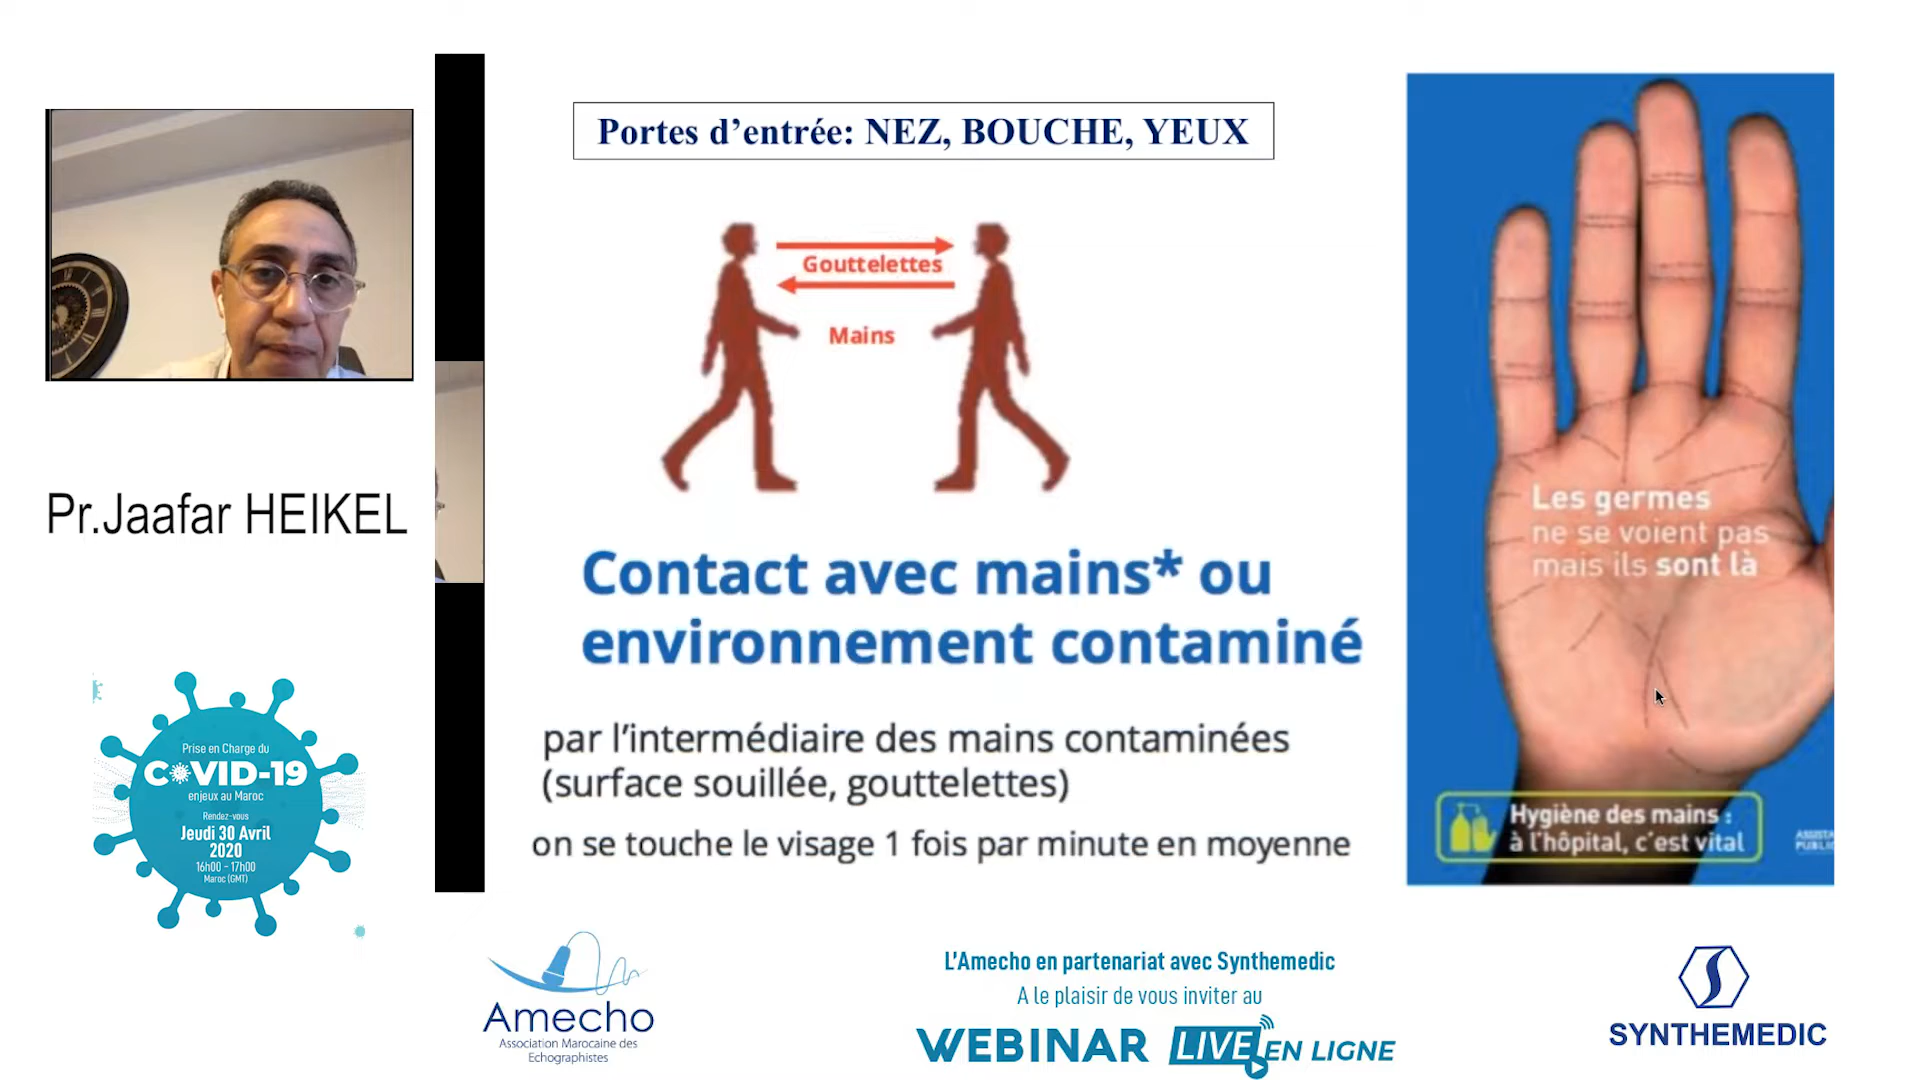 Portes d’entrée: NEZ, BOUCHE, YEUX
Gouttelettes
Mains
Contact avec mains* ou
environnement contaminé
par l’intermédiaire des mains contaminées
(surface souillée, gouttelettes)
on se touche le visage 1 fois par minute en moyenne
Les germes
ne se voient pas
mais ils sont là
Hygiène des mains :
à l’hôpital, c’est vital
Pr.Jaafar HEIKEL
Prise en Charge du
COVID-19
enjeux au Maroc
Rendez-vous
Jeudi 30 Avril
2020
16h00 - 17h00
Maroc (GMT)
Amecho
Association Marocaine des
Echographistes
L’Amecho en partenariat avec Synthemedic
A le plaisir de vous inviter au
WEBINAR LIVE EN LIGNE
SYNTHEMEDIC